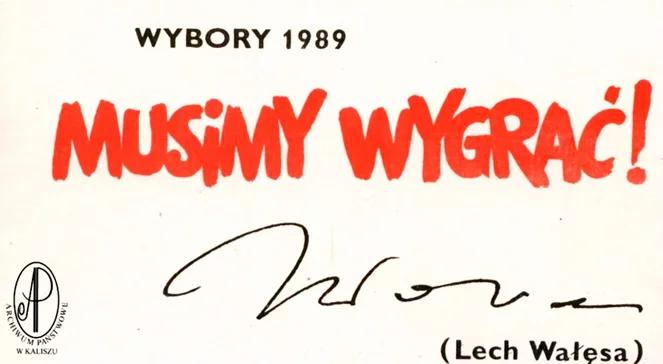 WYBORY 1989
MUSiMY WYGRAĆ!
(Lech Wałęsa)
ARCHIWUM PAŃSTWOWE
W KALISZU